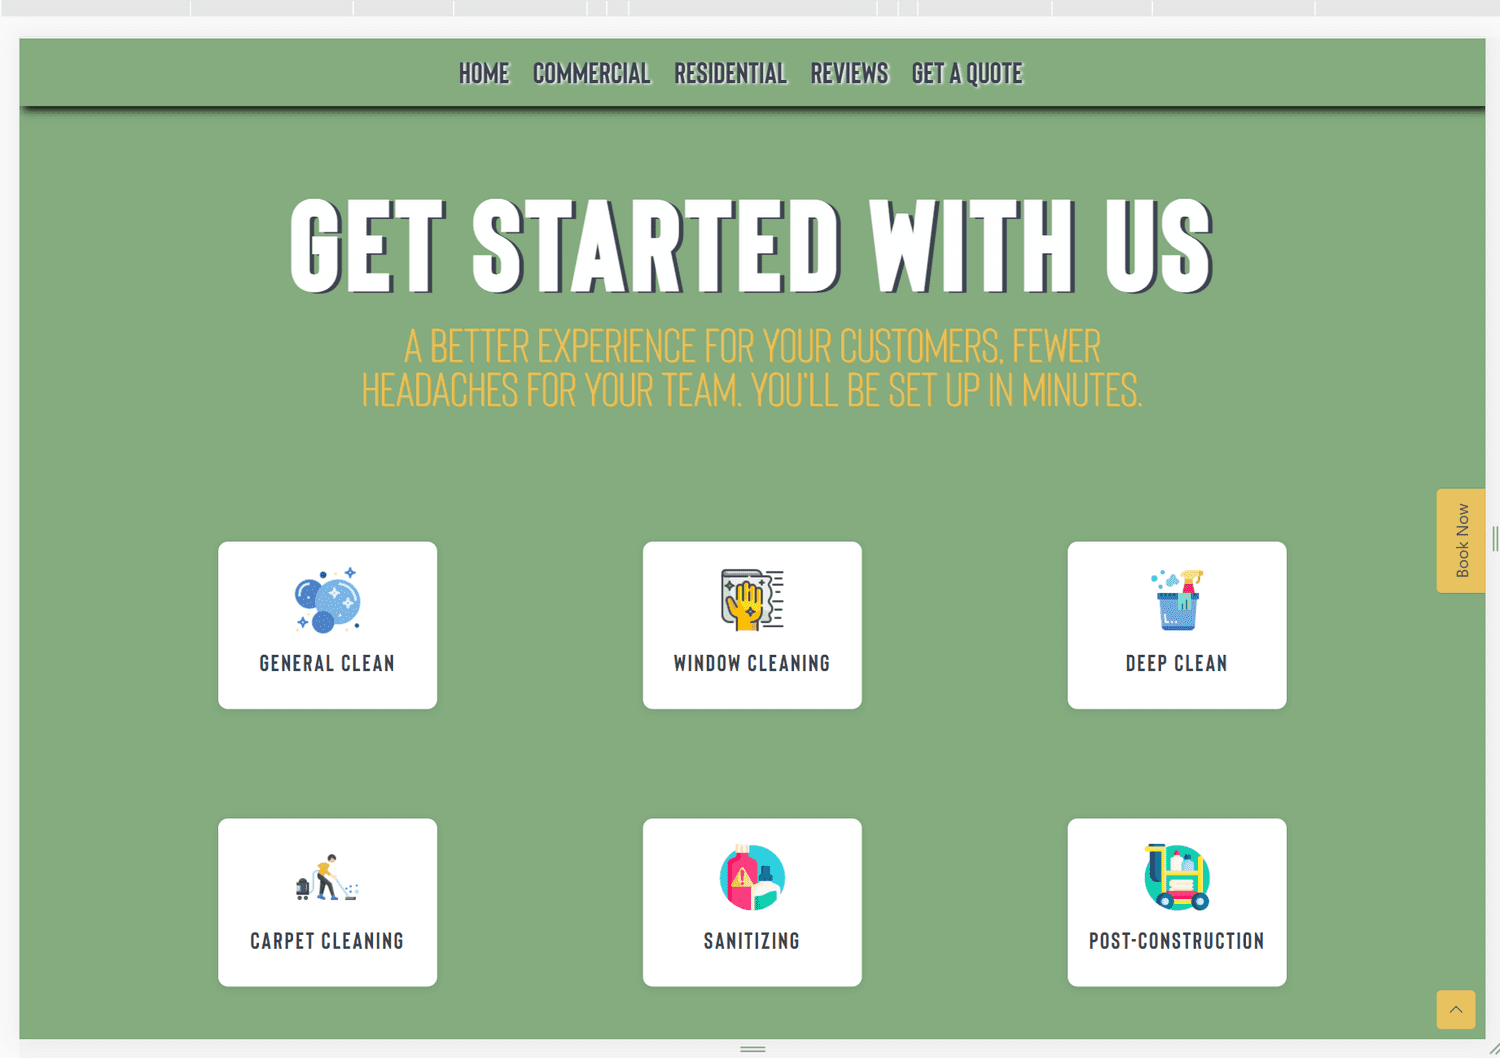 HOME COMMERCIAL RESIDENTIAL REVIEWS GET A QUOTE
GET STARTED WITH US
A BETTER EXPERIENCE FOR YOUR CUSTOMERS, FEWER
HEADACHES FOR YOUR TEAM. YOU'LL BE SET UP IN MINUTES.
Book Now
GENERAL CLEAN
WINDOW CLEANING
DEEP CLEAN
CARPET CLEANING
SANITIZING
POST-CONSTRUCTION